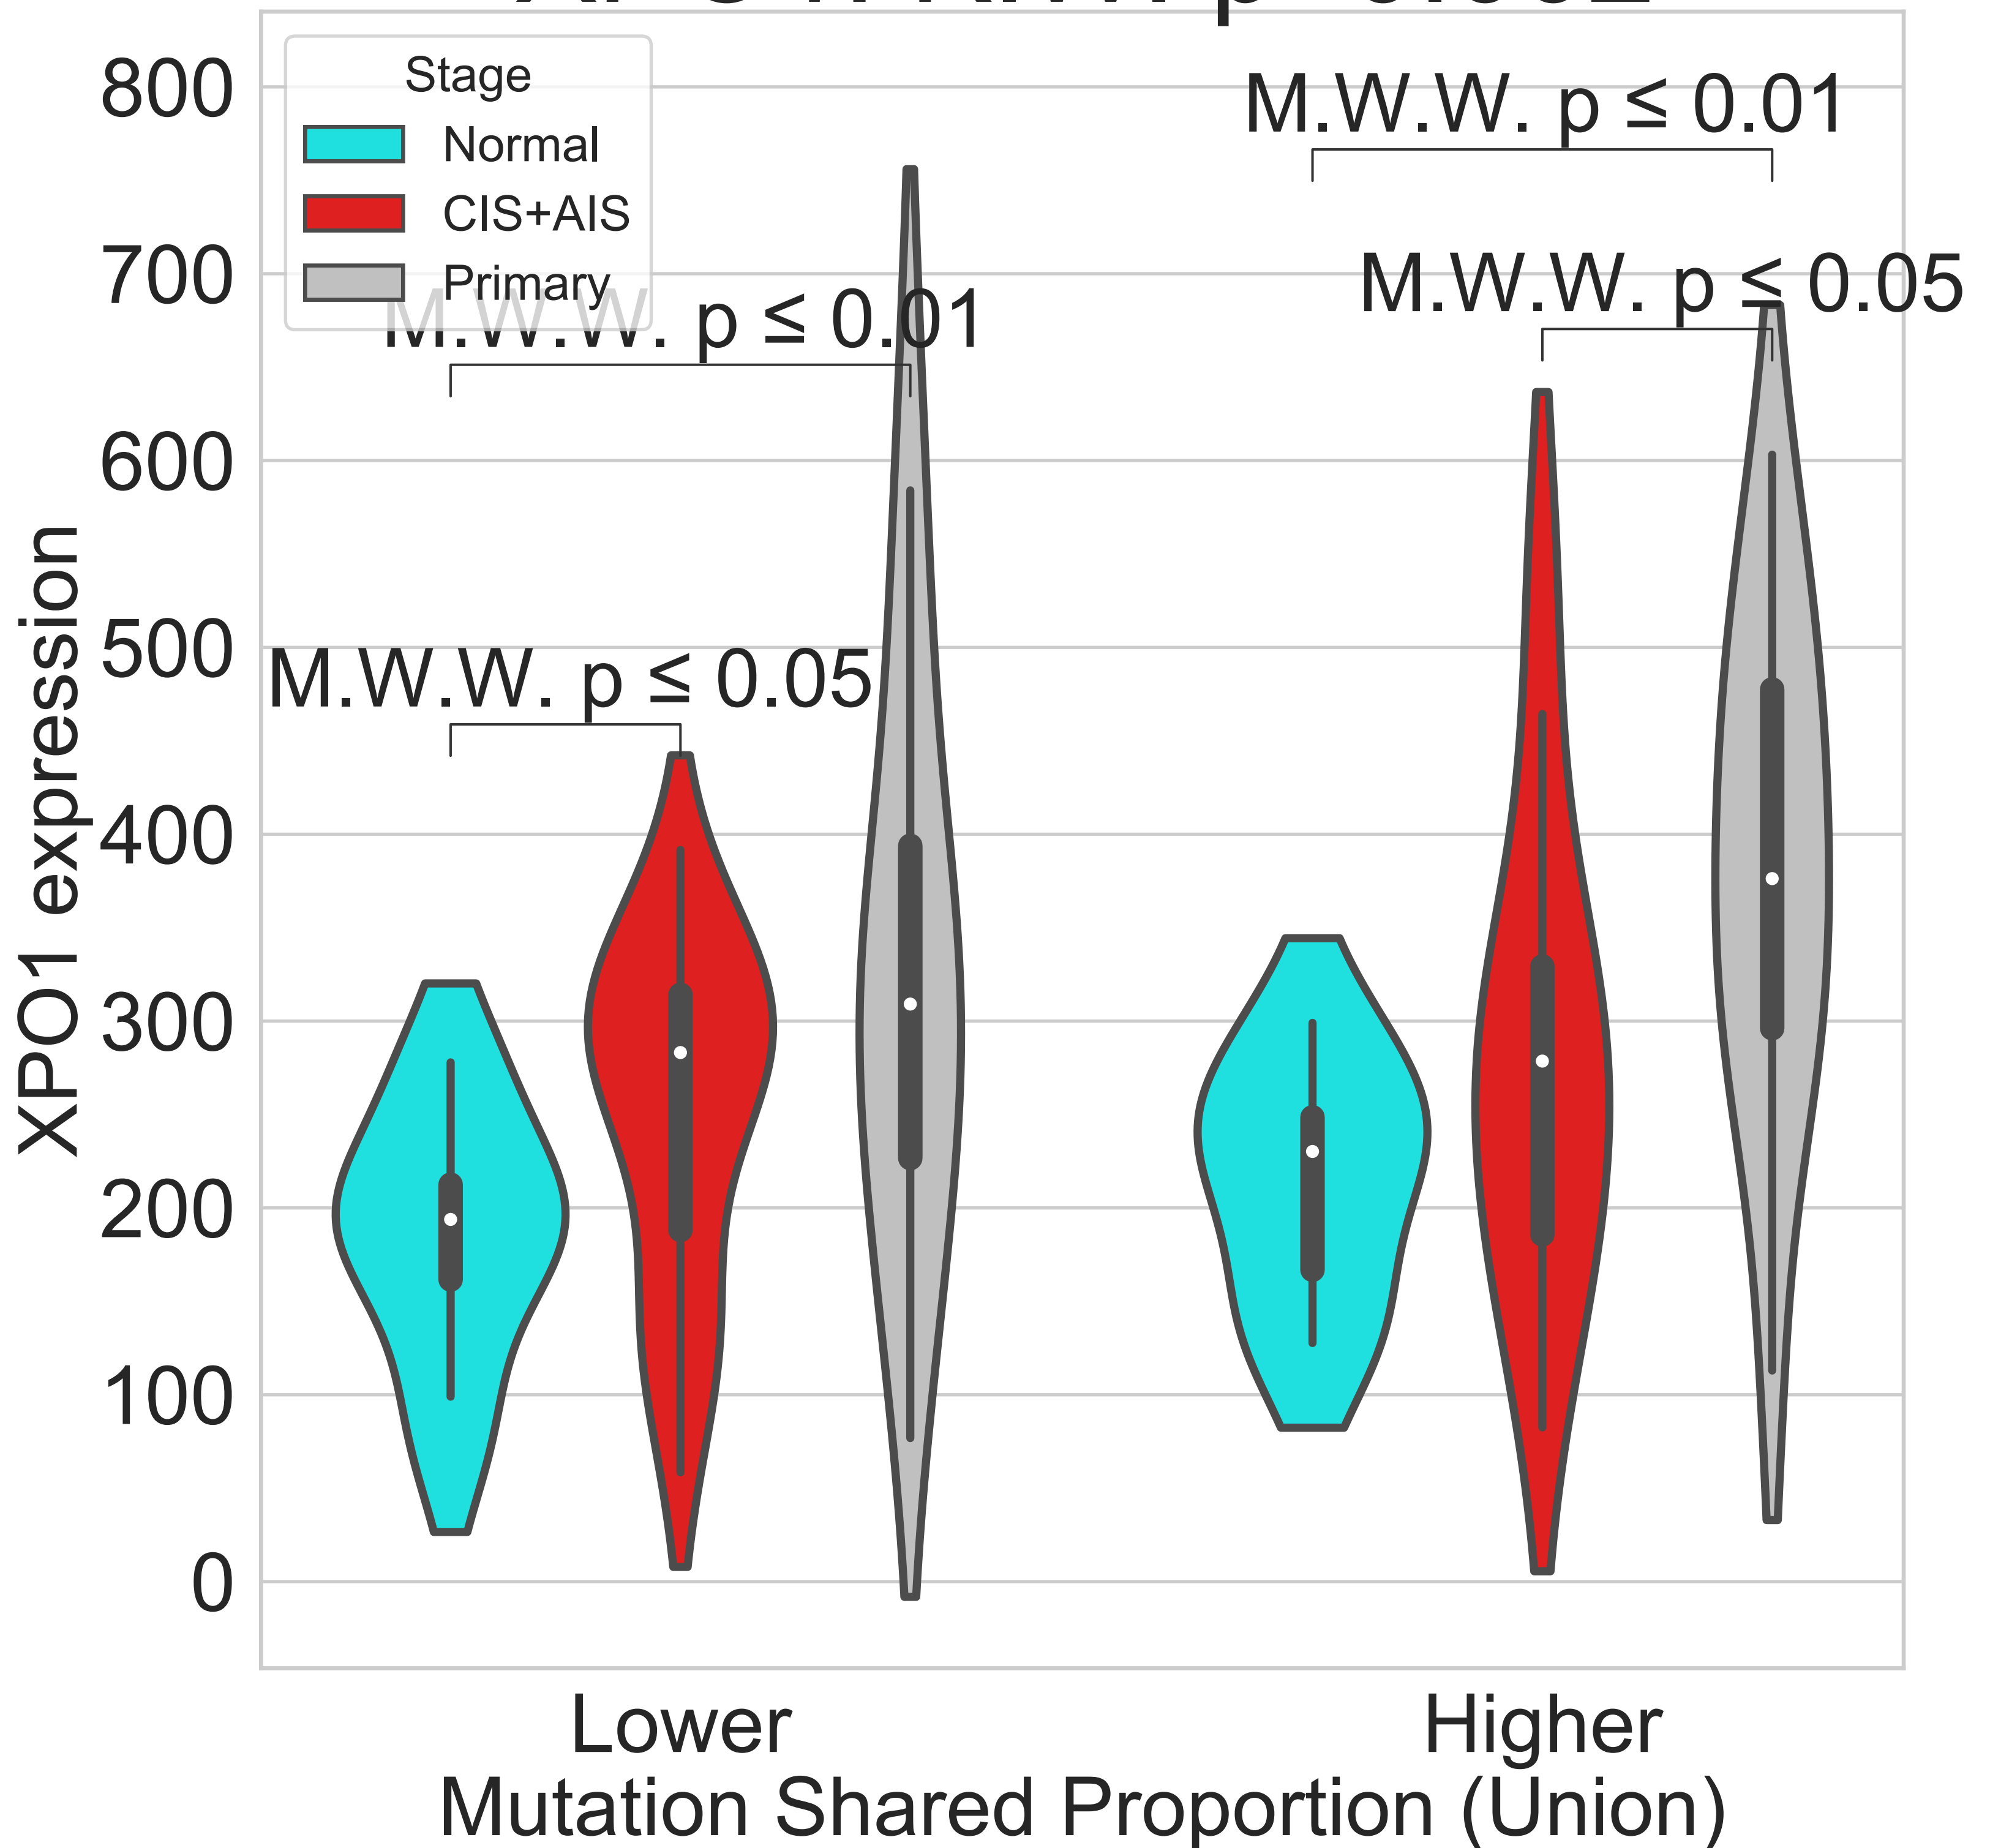 Stage
Normal
CIS+AIS
Primary
M.W.W. p ≤ 0.01
M.W.W. p ≤ 0.05
M.W.W. p ≤ 0.01
M.W.W. p ≤ 0.05
800
700
600
500
400
300
200
100
0
XPO1 expression
Lower
Higher
Mutation Shared Proportion (Union)